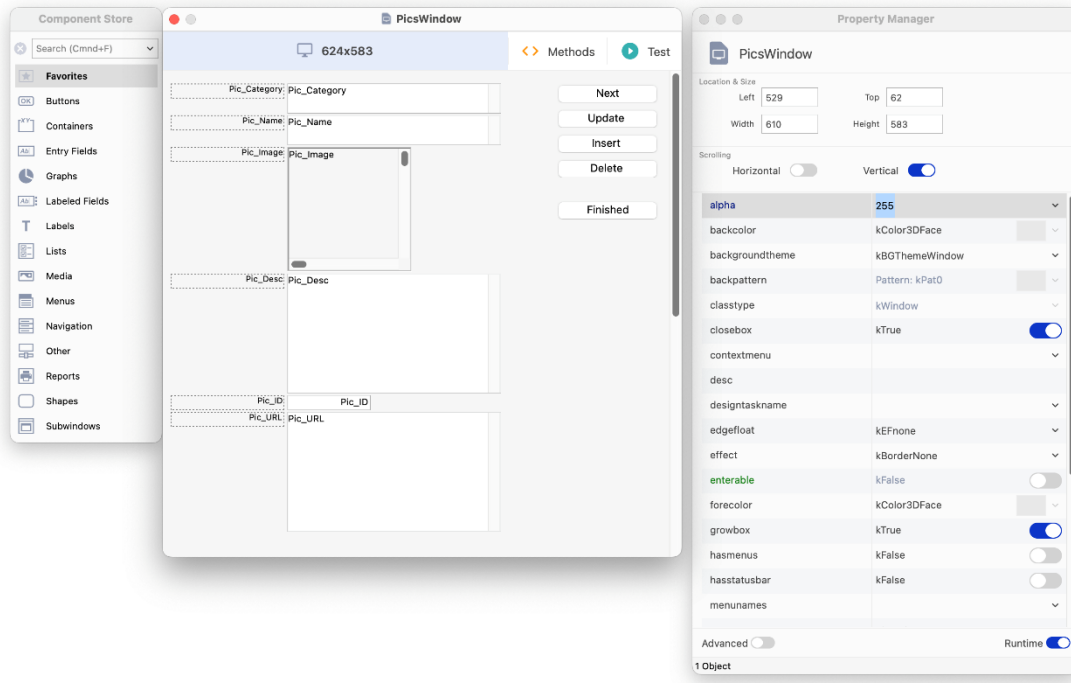 Component Store
Search (Cmnd+F)
Favorites
Buttons
Containers
Entry Fields
Graphs
Labeled Fields
Labels
Lists
Media
Menus
Navigation
Other
Reports
Shapes
Subwindows
PicsWindow
624x583
Methods
Test
Pic_Category Pic_Category
Pic_Name Pic_Name
Pic_Image Pic_Image
Pic_Desc Pic_Desc
Pic_ID Pic_ID
Pic_URL Pic_URL
Next
Update
Insert
Delete
Finished
Property Manager
PicsWindow
Location & Size
Left 529 Top 62
Width 610 Height 583
Scrolling
Horizontal Vertical
alpha 255
backcolor kColor3DFace
backgroundtheme kBGThemeWindow
backpattern Pattern: kPat0
classtype kWindow
closebox kTrue
contextmenu
desc
designtaskname
edgefloat kEFnone
effect kBorderNone
enterable kFalse
forecolor kColor3DFace
growbox kTrue
hasmenus kFalse
hasstatusbar kFalse
menunames
Advanced Runtime
1 Object